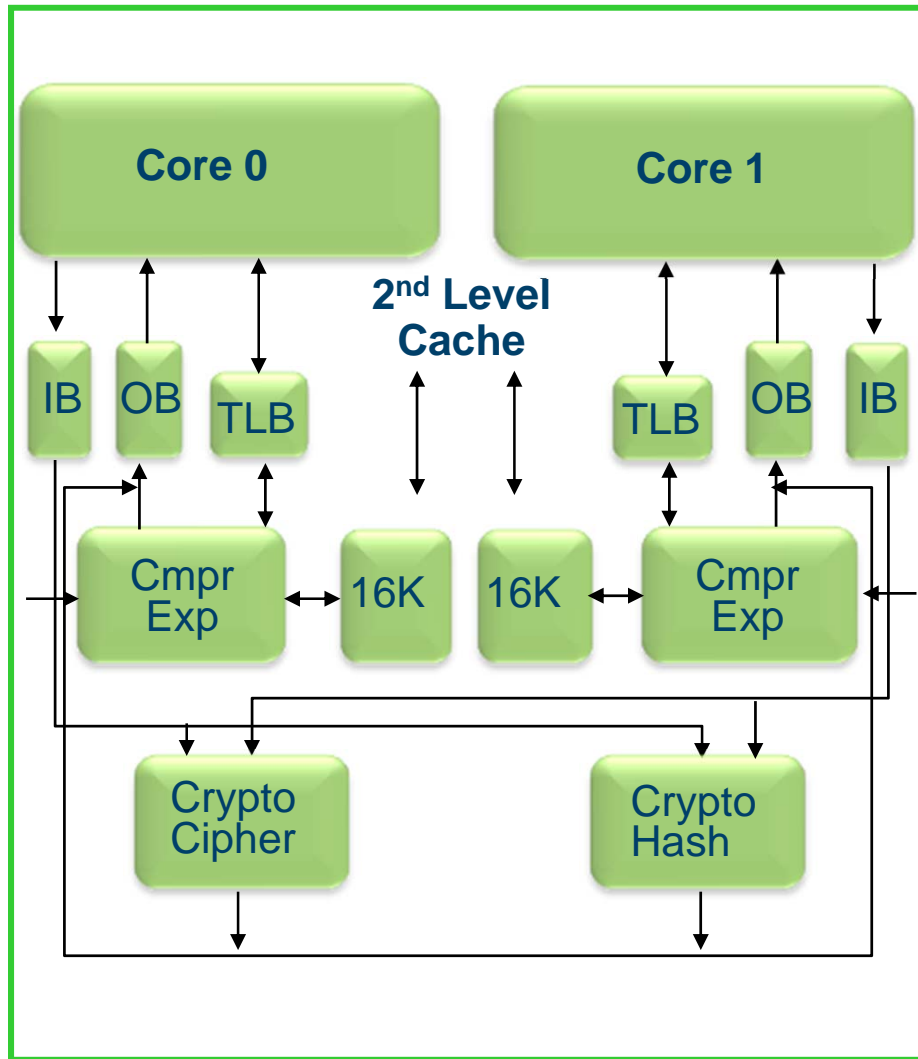 Core 0
Core 1
2nd Level
Cache
IB
OB
TLB
TLB
OB
IB
Cmpr
Exp
16K
16K
Cmpr
Exp
Crypto
Cipher
Crypto
Hash